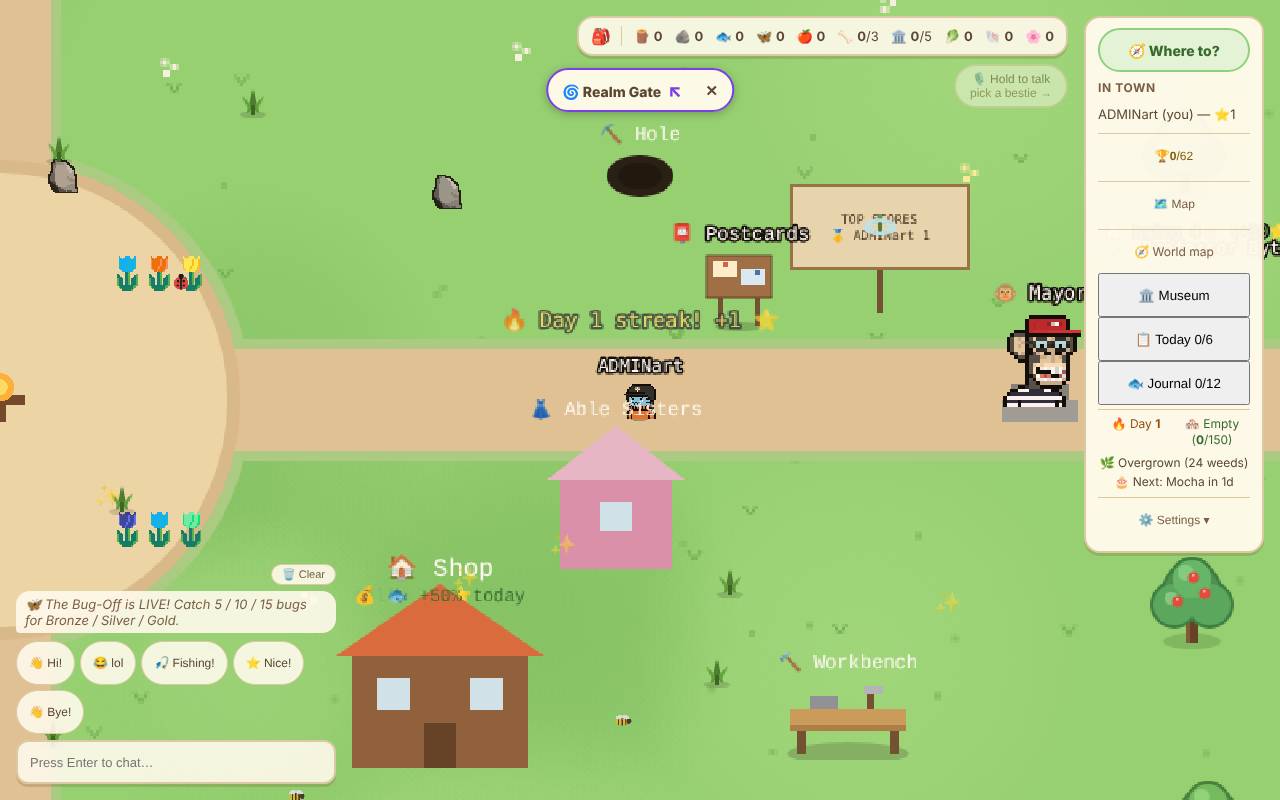 0 0 0 0 0 0/3 0/5 0 0 0
Realm Gate ✕
Hold to talk
pick a bestie →
Where to?
IN TOWN
ADMINart (you) — ⭐1
0/62
Map
World map
Museum
Today 0/6
Journal 0/12
Day 1
Empty
(0/150)
Overgrown (24 weeds)
Next: Mocha in 1d
Settings ▾
Hole
TOP SCORES
ADMINart 1
Postcards
Mayor
Day 1 streak! +1
ADMINart
Able Sisters
Shop
+50% today
Workbench
Clear
The Bug-Off is LIVE! Catch 5 / 10 / 15 bugs
for Bronze / Silver / Gold.
Hi!
lol
Fishing!
Nice!
Bye!
Press Enter to chat…